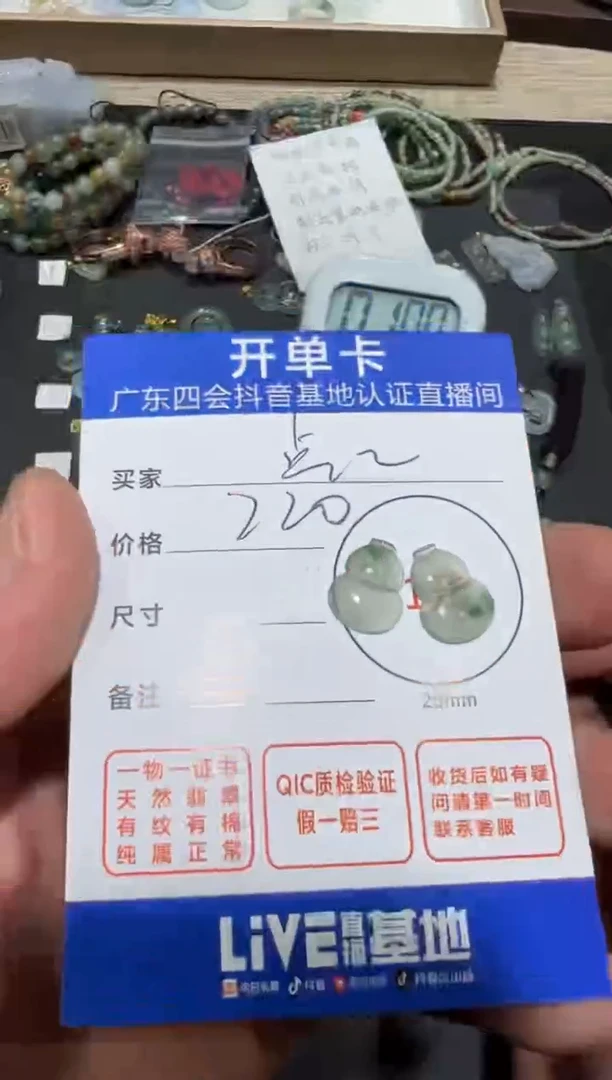 开单卡
广东四会抖音基地认证直播间
买家
价格 220
尺寸
备注
一物一证书
天然翡翠
有纹有棉
纯属正常
QIC质检验证
假一赔三
收货后如有疑
问请第一时间
联系客服
LiVE直播基地
抖音